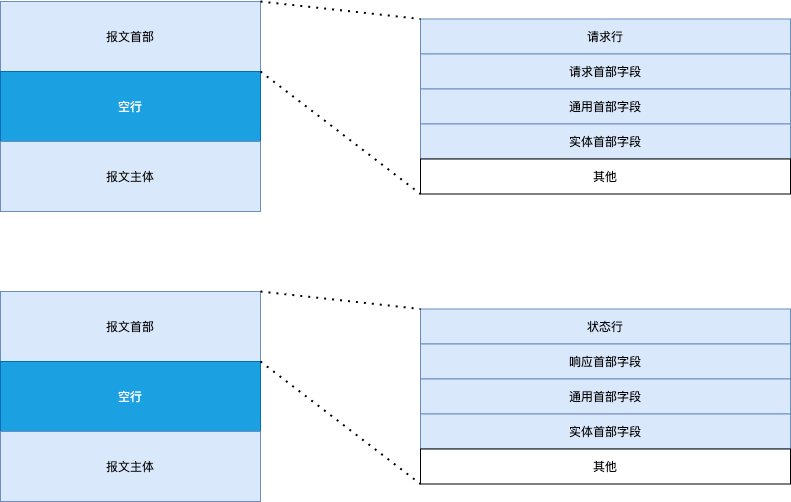 报文首部
空行
报文主体
请求行
请求首部字段
通用首部字段
实体首部字段
其他
报文首部
空行
报文主体
状态行
响应首部字段
通用首部字段
实体首部字段
其他